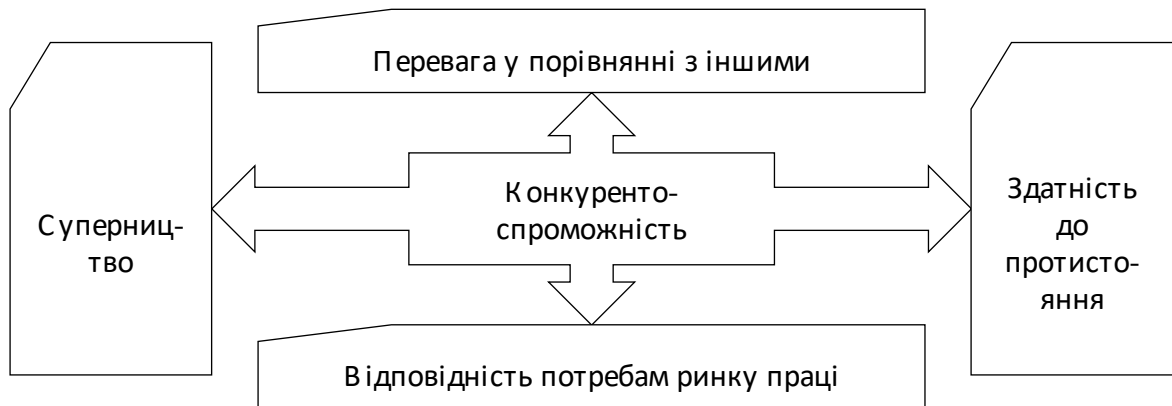 Перевага у порівнянні з іншими
Суперниц-
тво
Конкуренто-
спроможність
Здатність
до
протисто-
яння
Відповідність потребам ринку праці